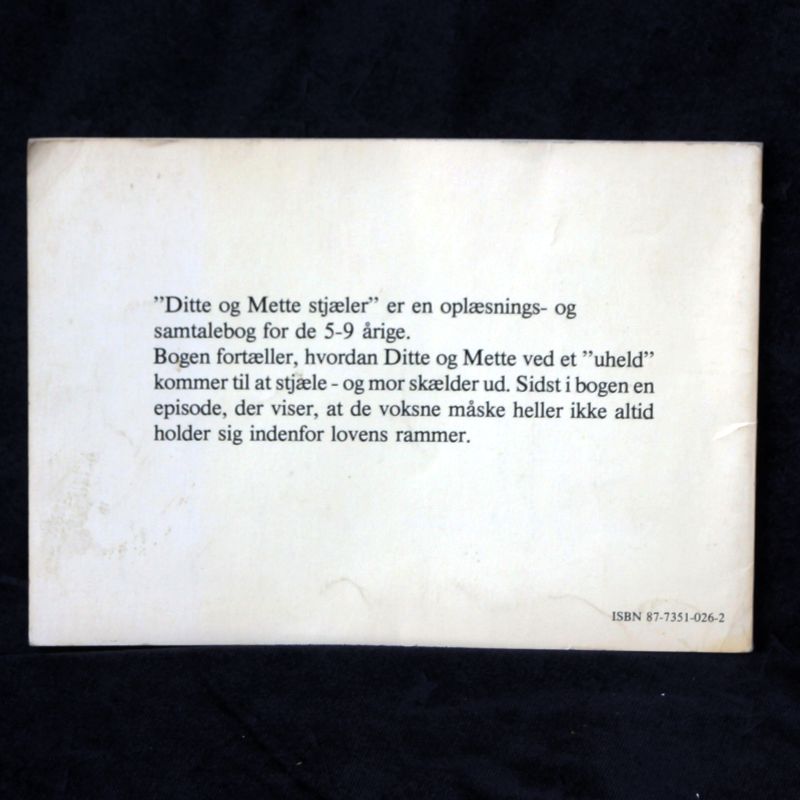 ”Ditte og Mette stjæler” er en oplæsnings- og
samtalebog for de 5-9 årige.
Bogen fortæller, hvordan Ditte og Mette ved et ”uheld”
kommer til at stjæle - og mor skælder ud. Sidst i bogen en
episode, der viser, at de voksne måske heller ikke altid
holder sig indenfor lovens rammer.
ISBN 87-7351-026-2